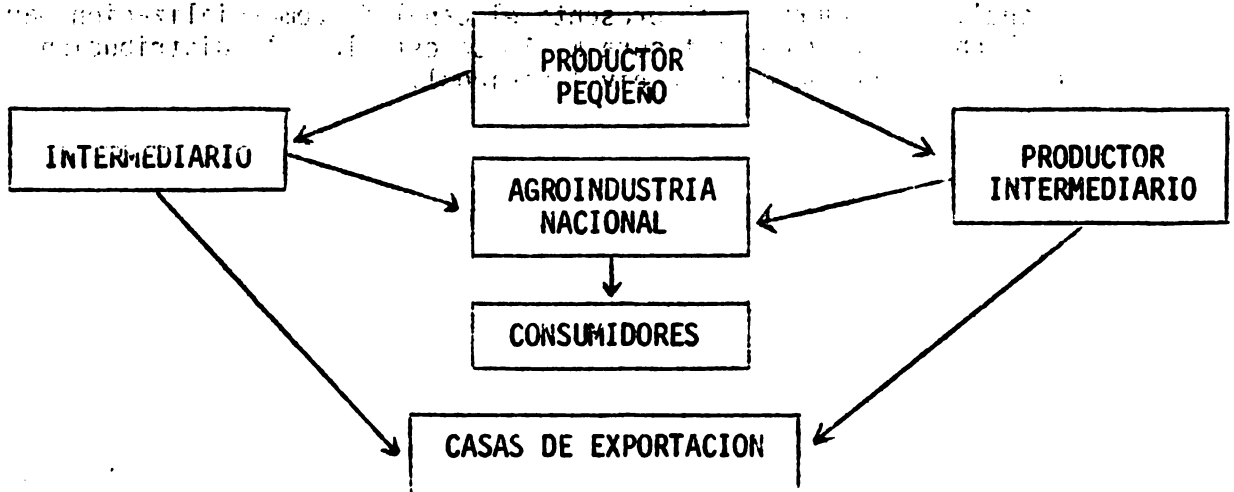 PRODUCTOR
PEQUEÑO
INTERMEDIARIO
PRODUCTOR
INTERMEDIARIO
AGROINDUSTRIA
NACIONAL
CONSUMIDORES
CASAS DE EXPORTACION